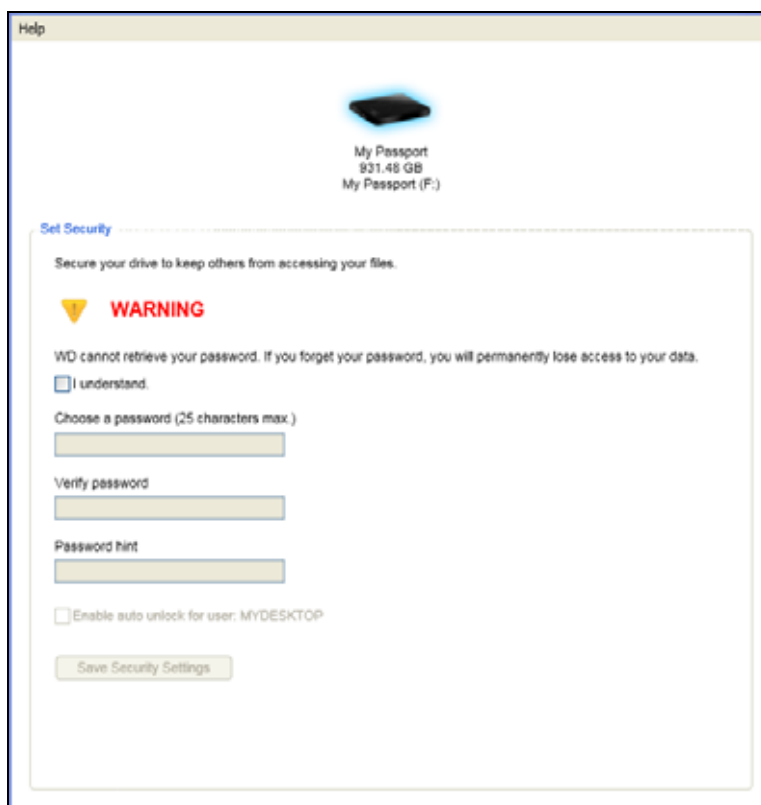 Help
My Passport
931.48 GB
My Passport (F:)
Set Security
Secure your drive to keep others from accessing your files.
WARNING
WD cannot retrieve your password. If you forget your password, you will permanently lose access to your data.
I understand.
Choose a password (25 characters max.)
Verify password
Password hint
Enable auto unlock for user: MYDESKTOP
Save Security Settings